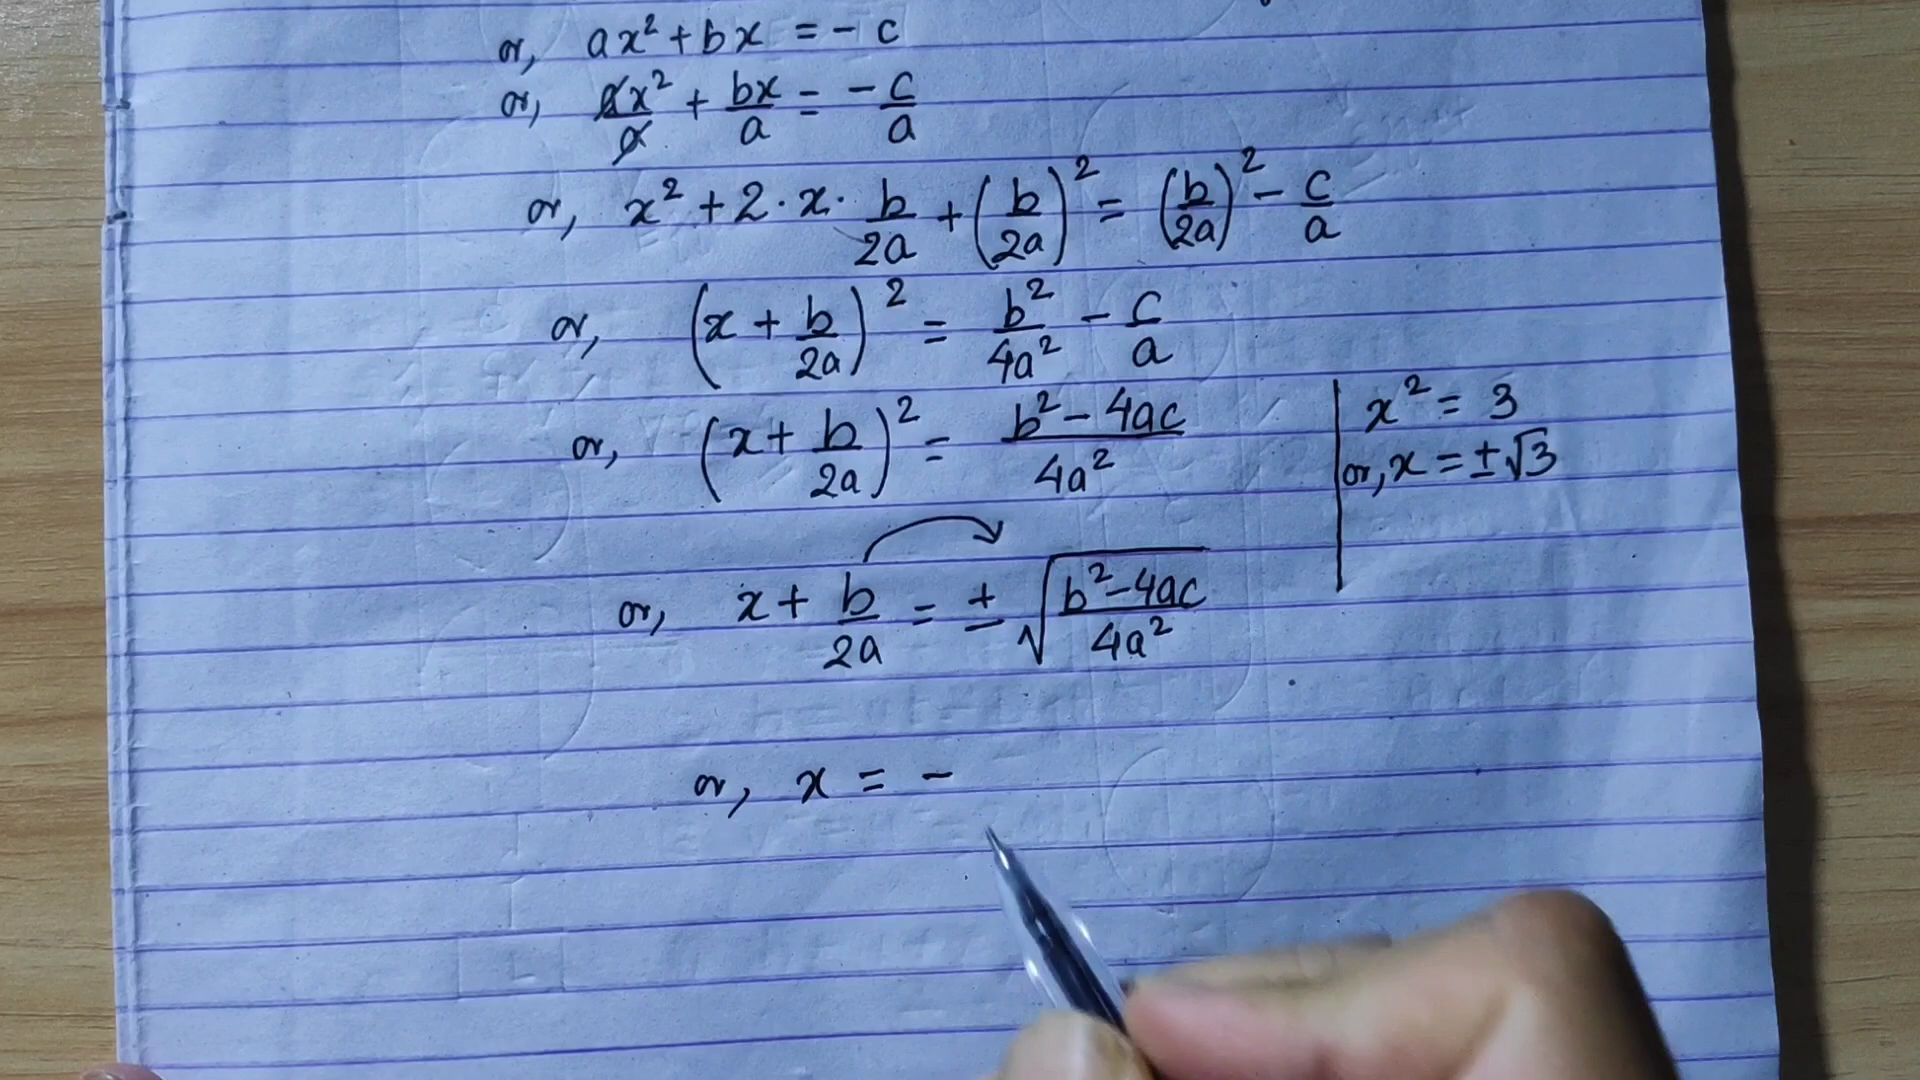 or, ax² + bx = - c
or, ax²/a + bx/a = - c/a
or, x² + 2 · x · b/2a + (b/2a)² = (b/2a)² - c/a
or, (x + b/2a)² = b²/4a² - c/a
or, (x + b/2a)² = b² - 4ac/4a²
x² = 3
or, x = ±√3
or, x + b/2a = ± √(b² - 4ac/4a²)
or, x = -